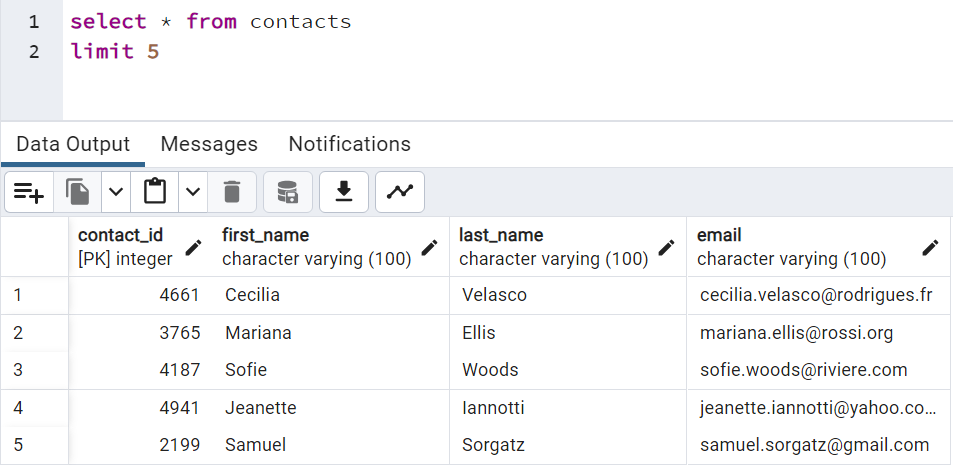 1 select * from contacts
2 limit 5
Data Output Messages Notifications
contact_id first_name last_name email
[PK] integer character varying (100) character varying (100) character varying (100)
1 4661 Cecilia Velasco cecilia.velasco@rodrigues.fr
2 3765 Mariana Ellis mariana.ellis@rossi.org
3 4187 Sofie Woods sofie.woods@riviere.com
4 4941 Jeanette Iannotti jeanette.iannotti@yahoo.co…
5 2199 Samuel Sorgatz samuel.sorgatz@gmail.com